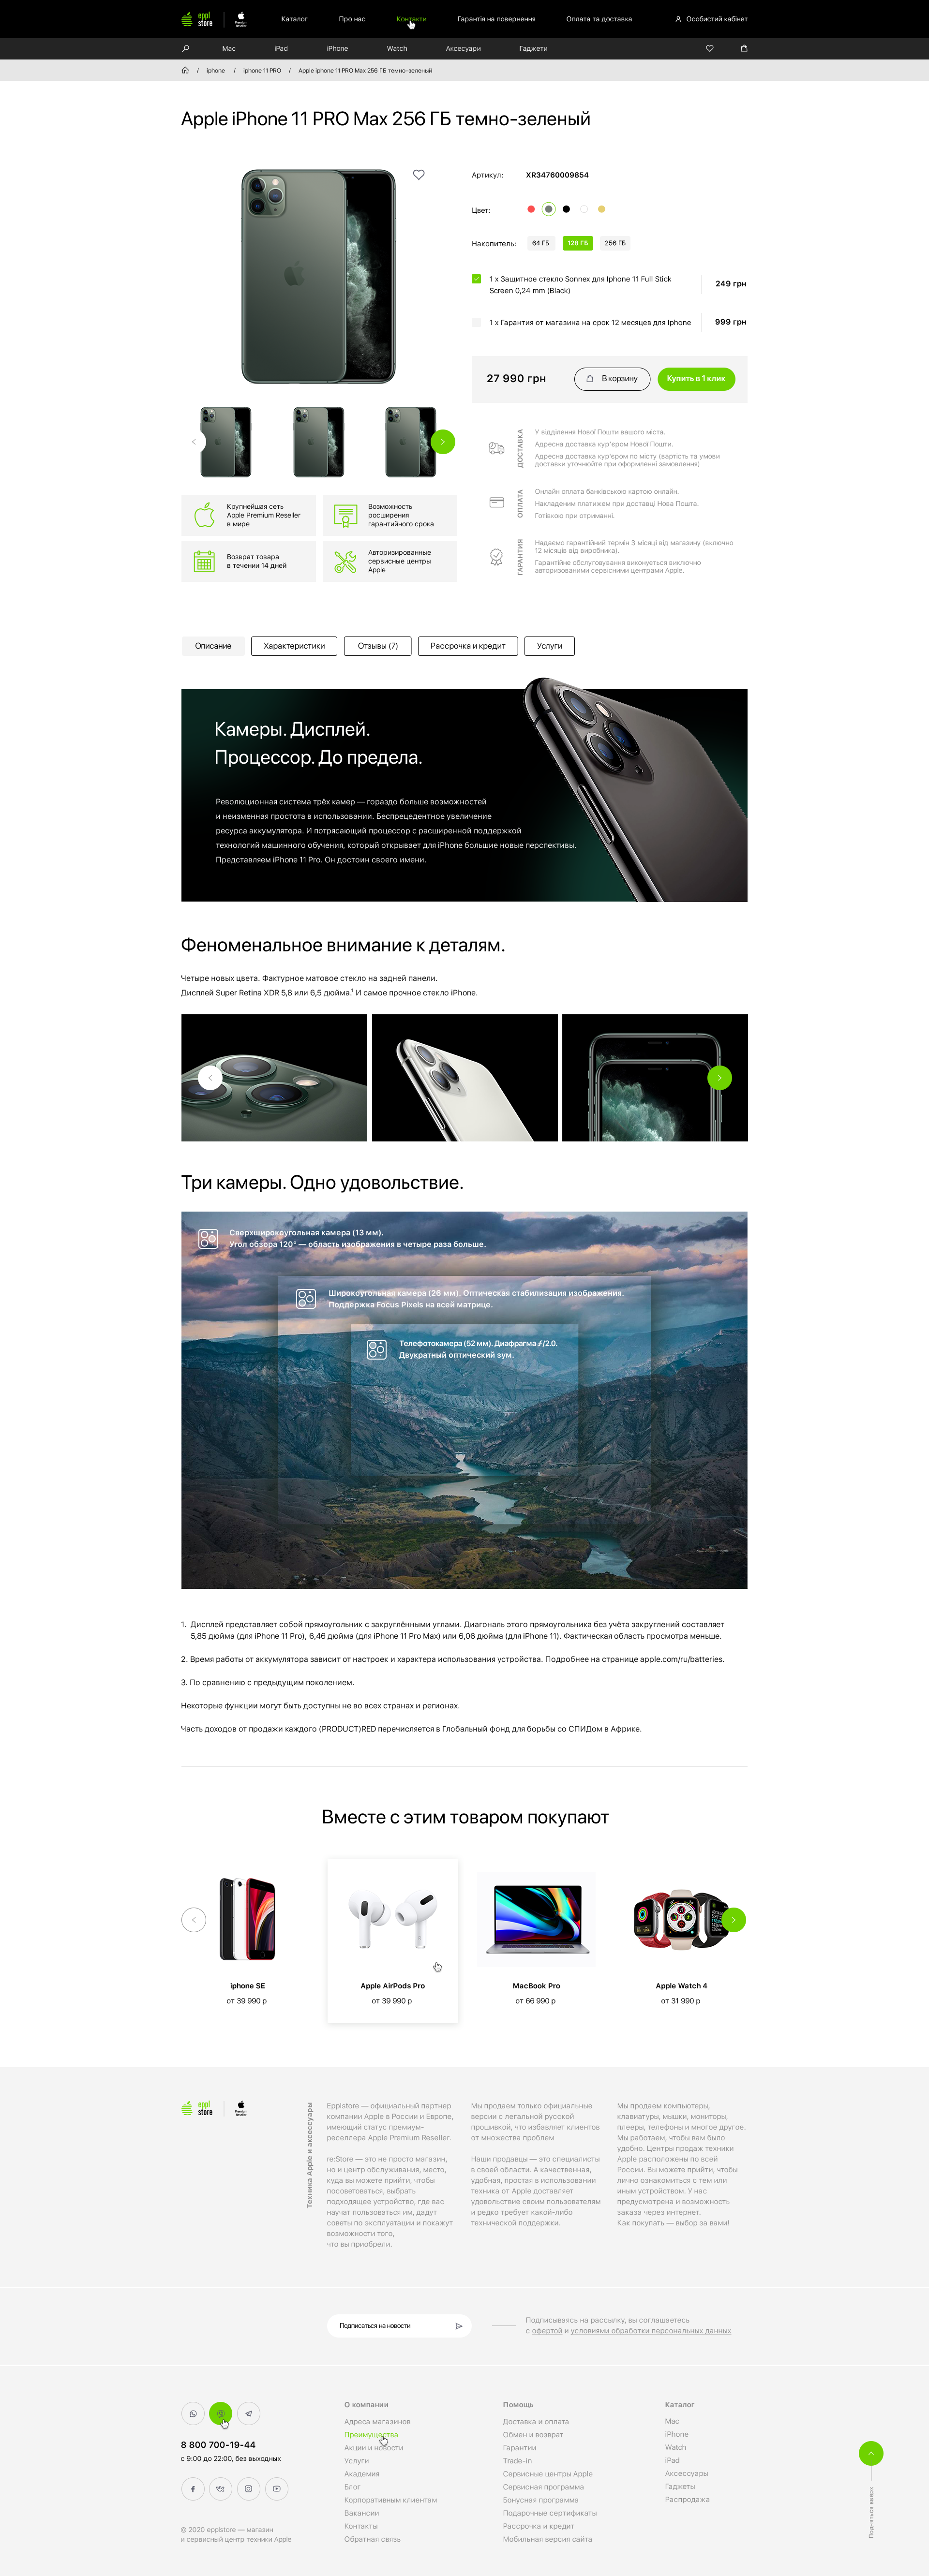 eppl
store
Premium
Reseller
Каталог
Про нас
Контакти
Гарантія на повернення
Оплата та доставка
Особистий кабінет
Mac
iPad
iPhone
Watch
Аксесуари
Гаджети
/ iphone / iphone 11 PRO / Apple iphone 11 PRO Max 256 ГБ темно-зеленый
Apple iPhone 11 PRO Max 256 ГБ темно-зеленый
Артикул: XR34760009854
Цвет:
Накопитель: 64 ГБ 128 ГБ 256 ГБ
1 x Защитное стекло Sonnex для Iphone 11 Full Stick
Screen 0,24 mm (Black)
249 грн
1 x Гарантия от магазина на срок 12 месяцев для Iphone
999 грн
27 990 грн
В корзину
Купить в 1 клик
ДОСТАВКА
У відділення Нової Пошти вашого міста.
Адресна доставка кур'єром Нової Пошти.
Адресна доставка кур'єром по місту (вартість та умови
доставки уточнюйте при оформленні замовлення)
ОПЛАТА
Онлайн оплата банківською картою онлайн.
Накладеним платижем при доставці Нова Пошта.
Готівкою при отриманні.
ГАРАНТИЯ
Надаємо гарантійний термін 3 місяці від магазину (включно
12 місяців від виробника).
Гарантійне обслуговування виконується виключно
авторизованими сервісними центрами Apple.
Крупнейшая сеть
Apple Premium Reseller
в мире
Возможность
росширения
гарантийного срока
Возврат товара
в течении 14 дней
Авторизированные
сервисные центры
Apple
Описание
Характеристики
Отзывы (7)
Рассрочка и кредит
Услуги
Камеры. Дисплей.
Процессор. До предела.
Революционная система трёх камер — гораздо больше возможностей
и неизменная простота в использовании. Беспрецедентное увеличение
ресурса аккумулятора. И потрясающий процессор с расширенной поддержкой
технологий машинного обучения, который открывает для iPhone большие новые перспективы.
Представляем iPhone 11 Pro. Он достоин своего имени.
Феноменальное внимание к деталям.
Четыре новых цвета. Фактурное матовое стекло на задней панели.
Дисплей Super Retina XDR 5,8 или 6,5 дюйма.¹ И самое прочное стекло iPhone.
Три камеры. Одно удовольствие.
Сверхширокоугольная камера (13 мм).
Угол обзора 120° — область изображения в четыре раза больше.
Широкоугольная камера (26 мм). Оптическая стабилизация изображения.
Поддержка Focus Pixels на всей матрице.
Телефотокамера (52 мм). Диафрагма ƒ/2.0.
Двукратный оптический зум.
1. Дисплей представляет собой прямоугольник с закруглёнными углами. Диагональ этого прямоугольника без учёта закруглений составляет
5,85 дюйма (для iPhone 11 Pro), 6,46 дюйма (для iPhone 11 Pro Max) или 6,06 дюйма (для iPhone 11). Фактическая область просмотра меньше.
2. Время работы от аккумулятора зависит от настроек и характера использования устройства. Подробнее на странице apple.com/ru/batteries.
3. По сравнению с предыдущим поколением.
Некоторые функции могут быть доступны не во всех странах и регионах.
Часть доходов от продажи каждого (PRODUCT)RED перечисляется в Глобальный фонд для борьбы со СПИДом в Африке.
Вместе с этим товаром покупают
iphone SE
от 39 990 р
Apple AirPods Pro
от 39 990 р
MacBook Pro
от 66 990 р
Apple Watch 4
от 31 990 р
eppl
store
Premium
Reseller
Техника Apple и аксессуары
Epplstore — официальный партнер
компании Apple в России и Европе,
имеющий статус премиум-
реселлера Apple Premium Reseller.
re:Store — это не просто магазин,
но и центр обслуживания, место,
куда вы можете прийти, чтобы
посоветоваться, выбрать
подходящее устройство, где вас
научат пользоваться им, дадут
советы по эксплуатации и покажут
возможности того,
что вы приобрели.
Мы продаем только официальные
версии с легальной русской
прошивкой, что избавляет клиентов
от множества проблем
Наши продавцы — это специалисты
в своей области. А качественная,
удобная, простая в использовании
техника от Apple доставляет
удовольствие своим пользователям
и редко требует какой-либо
технической поддержки.
Мы продаем компьютеры,
клавиатуры, мышки, мониторы,
плееры, телефоны и многое другое.
Мы работаем, чтобы вам было
удобно. Центры продаж техники
Apple расположены по всей
России. Вы можете прийти, чтобы
лично ознакомиться с тем или
иным устройством. У нас
предусмотрена и возможность
заказа через интернет.
Как покупать — выбор за вами!
Подписаться на новости
Подписываясь на рассылку, вы соглашаетесь
с офертой и условиями обработки персональных данных
8 800 700-19-44
с 9:00 до 22:00, без выходных
© 2020 epplstore — магазин
и сервисный центр техники Apple
О компании
Адреса магазинов
Преимущества
Акции и новости
Услуги
Академия
Блог
Корпоративным клиентам
Вакансии
Контакты
Обратная связь
Помощь
Доставка и оплата
Обмен и возврат
Гарантии
Trade-in
Сервисные центры Apple
Сервисная программа
Бонусная программа
Подарочные сертификаты
Рассрочка и кредит
Мобильная версия сайта
Каталог
Mac
iPhone
Watch
iPad
Аксессуары
Гаджеты
Распродажа
Подняться вверх